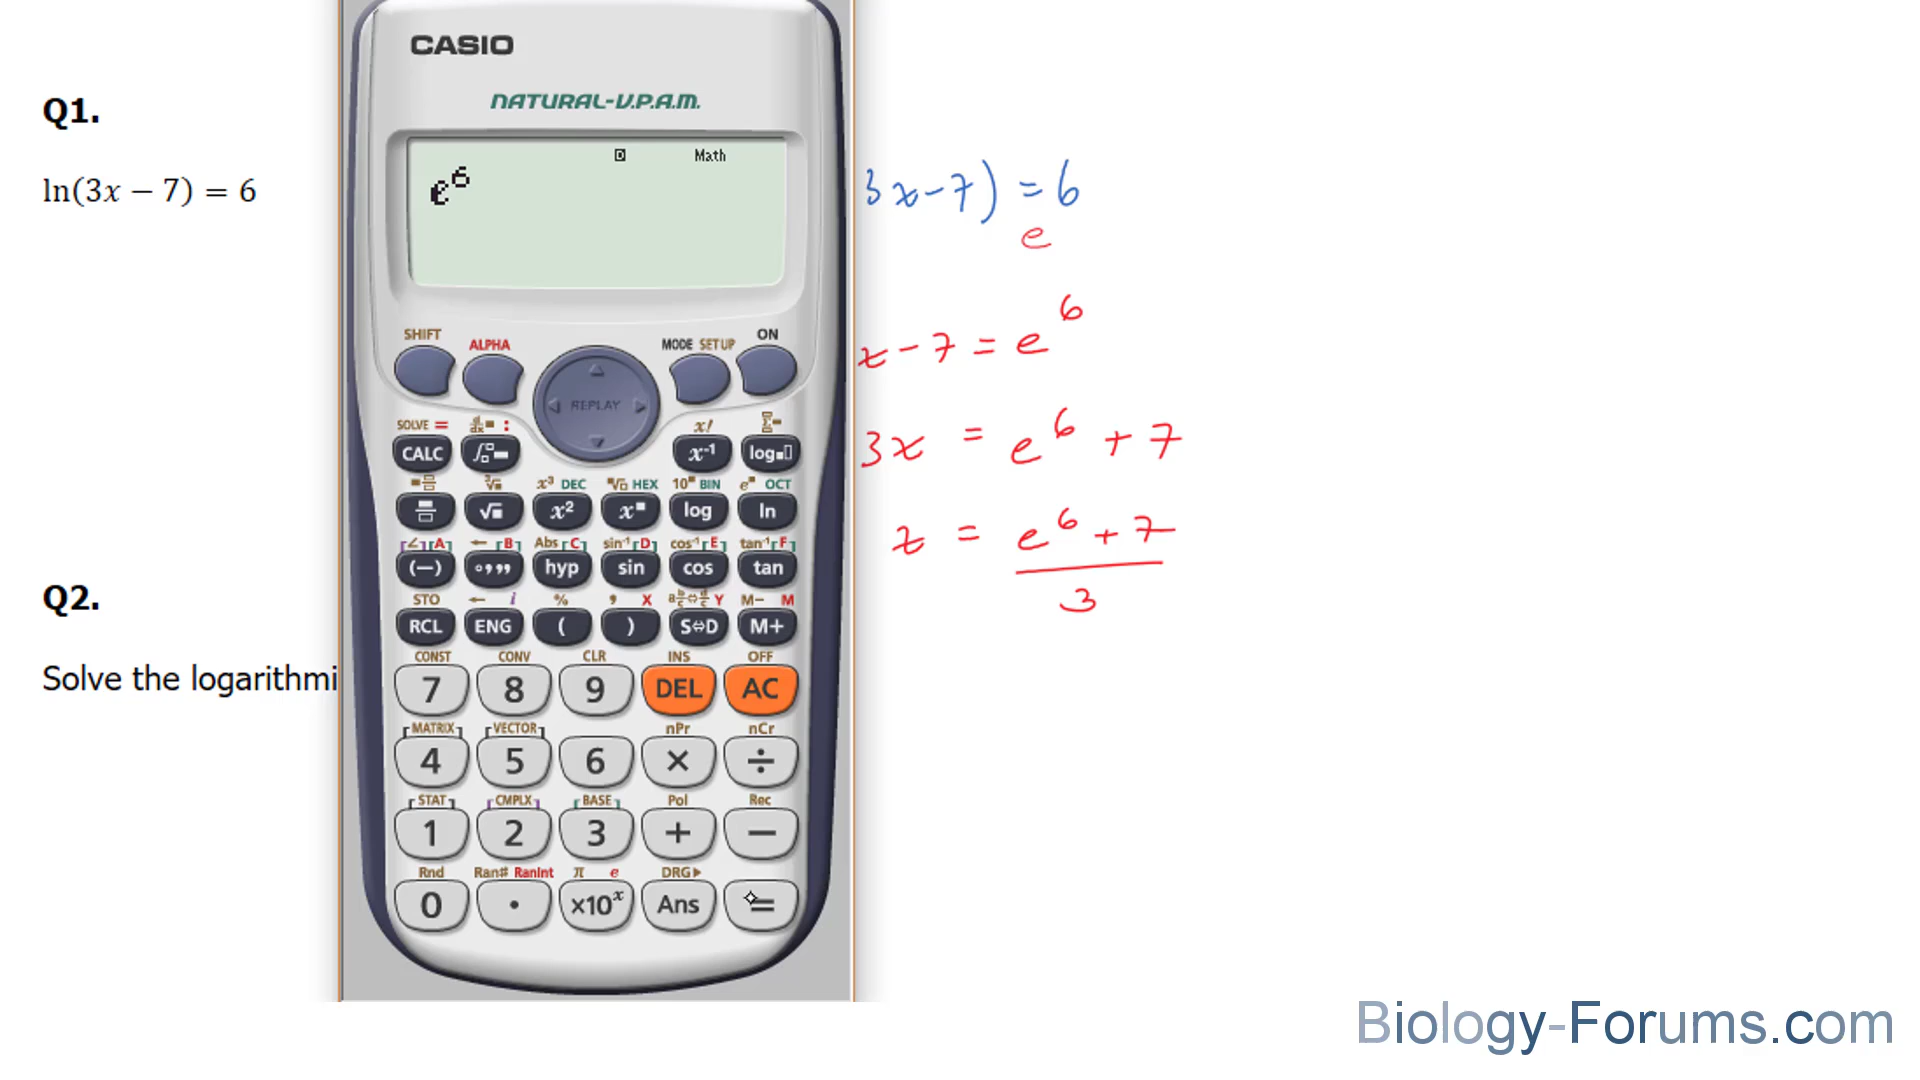 CASIO
NATURAL-V.P.A.M.
D Math
e⁶
SHIFT ALPHA MODE SETUP ON
REPLAY
SOLVE = d/dx■ : x! Σ■
CALC ∫■ x⁻¹ log■□
³√■ x³ DEC ■√□ HEX 10■ BIN e■ OCT
√■ x² x■ log ln
∠ A ← B Abs C sin⁻¹ D cos⁻¹ E tan⁻¹ F
(−) ° ’ ” hyp sin cos tan
STO ← i % , X a b/c⇔d/c Y M− M
RCL ENG ( ) S⇔D M+
CONST CONV CLR INS OFF
7 8 9 DEL AC
MATRIX VECTOR nPr nCr
4 5 6 × ÷
STAT CMPLX BASE Pol Rec
1 2 3 + −
Rnd Ran# RanInt π e DRG▶
0 · ×10ˣ Ans =
Q1.
ln(3x − 7) = 6
Q2.
Solve the logarithmi
3x-7) = 6
e
x-7 = e⁶
3x = e⁶ + 7
x = e⁶ + 7
3
Biology-Forums.com